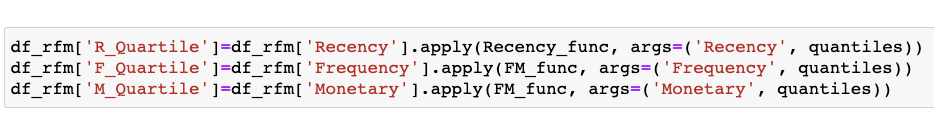 df_rfm['R_Quartile']=df_rfm['Recency'].apply(Recency_func, args=('Recency', quantiles))
df_rfm['F_Quartile']=df_rfm['Frequency'].apply(FM_func, args=('Frequency', quantiles))
df_rfm['M_Quartile']=df_rfm['Monetary'].apply(FM_func, args=('Monetary', quantiles))